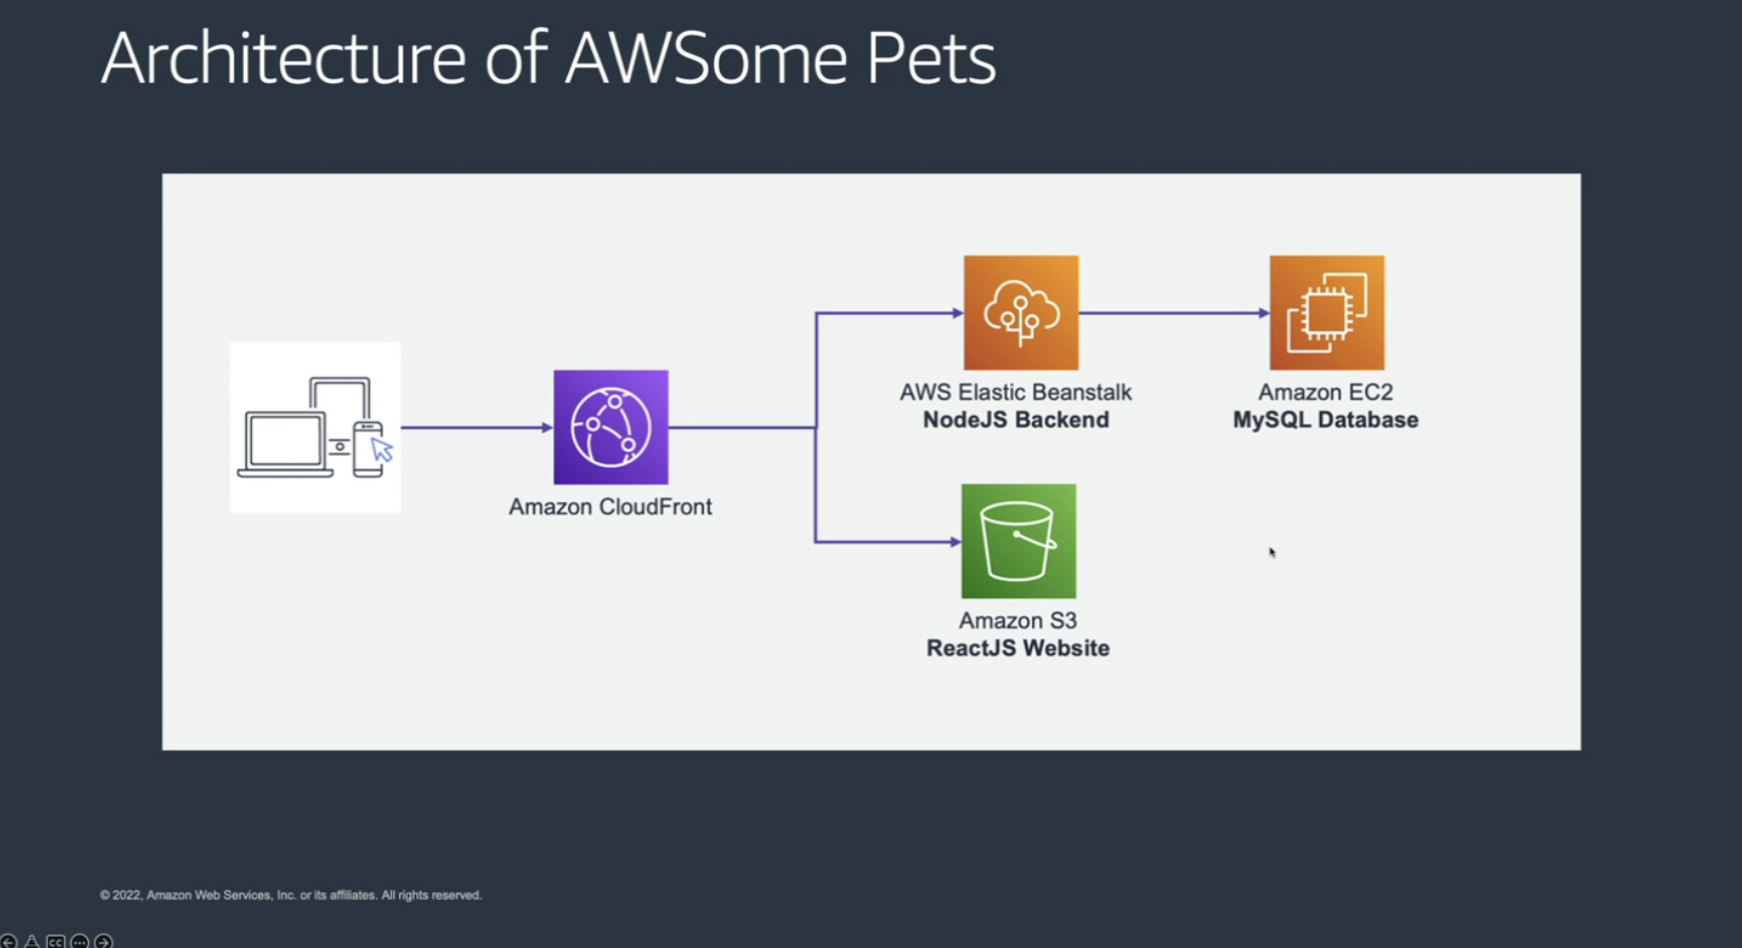 Architecture of AWSome Pets
AWS Elastic Beanstalk
NodeJS Backend
Amazon EC2
MySQL Database
Amazon CloudFront
Amazon S3
ReactJS Website
© 2022, Amazon Web Services, Inc. or its affiliates. All rights reserved.
CC